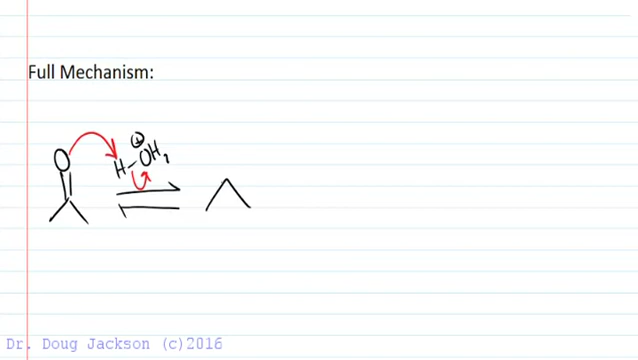 Full Mechanism:
⊕
O H-OH₂
Dr. Doug Jackson (c)2016